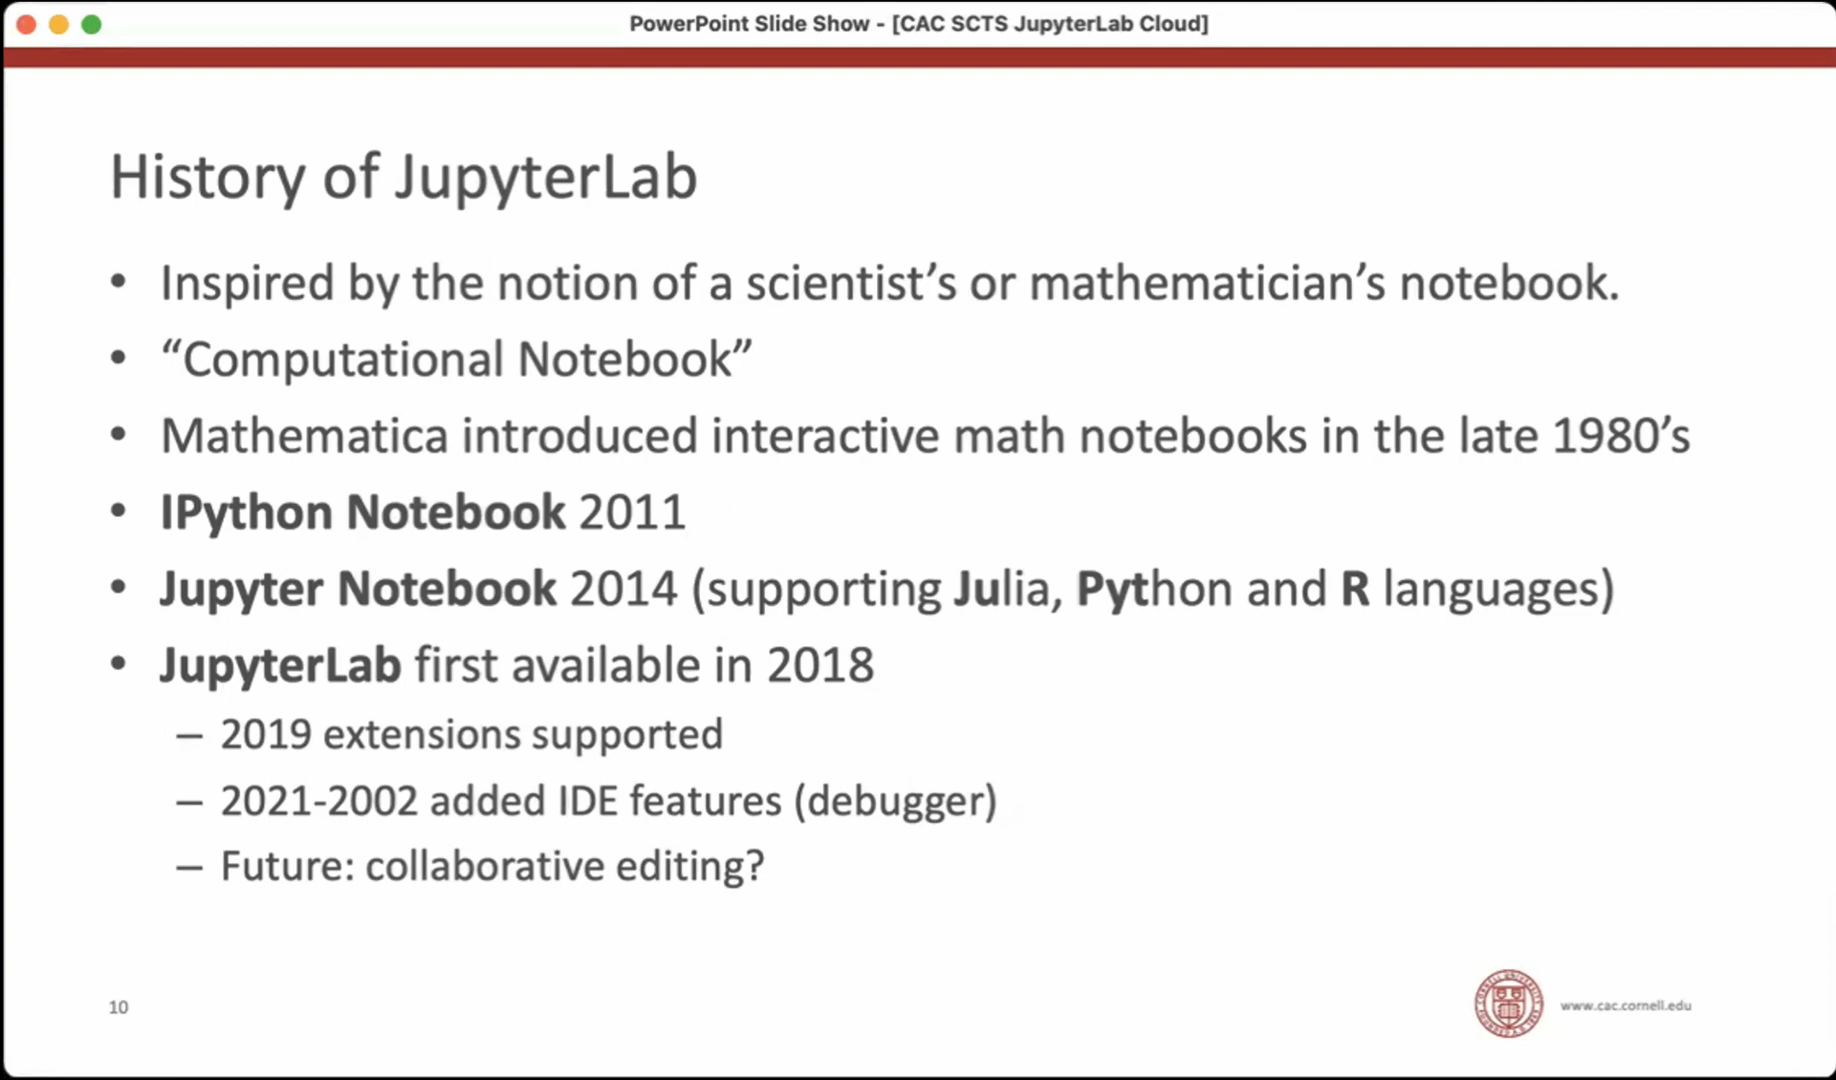 PowerPoint Slide Show - [CAC SCTS JupyterLab Cloud]
History of JupyterLab
• Inspired by the notion of a scientist’s or mathematician’s notebook.
• “Computational Notebook”
• Mathematica introduced interactive math notebooks in the late 1980’s
• IPython Notebook 2011
• Jupyter Notebook 2014 (supporting Julia, Python and R languages)
• JupyterLab first available in 2018
– 2019 extensions supported
– 2021-2002 added IDE features (debugger)
– Future: collaborative editing?
10
www.cac.cornell.edu